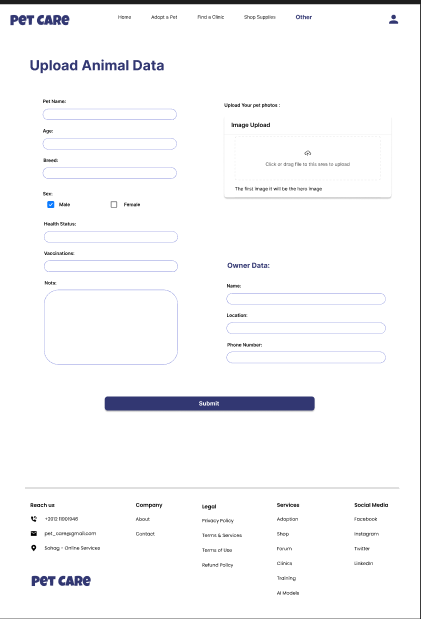 PET CARE
Home Adopt a Pet Find a Clinic Shop Supplies Other
Upload Animal Data
Pet Name:
Age:
Breed:
Sex:
Male Female
Health Status:
Vaccinations:
Note:
Upload Your pet photos :
Image Upload
Click or drag file to this area to upload
The first image it will be the hero image
Owner Data:
Name:
Location:
Phone Number:
Submit
Reach us
pet_care@gmail.com
Sohag - Online Services
PET CARE
Company
About
Contact
Legal
Privacy Policy
Terms & Services
Terms of Use
Refund Policy
Services
Adoption
Shop
Forum
Clinics
Training
AI Models
Social Media
Facebook
Instagram
Twitter
LinkedIn